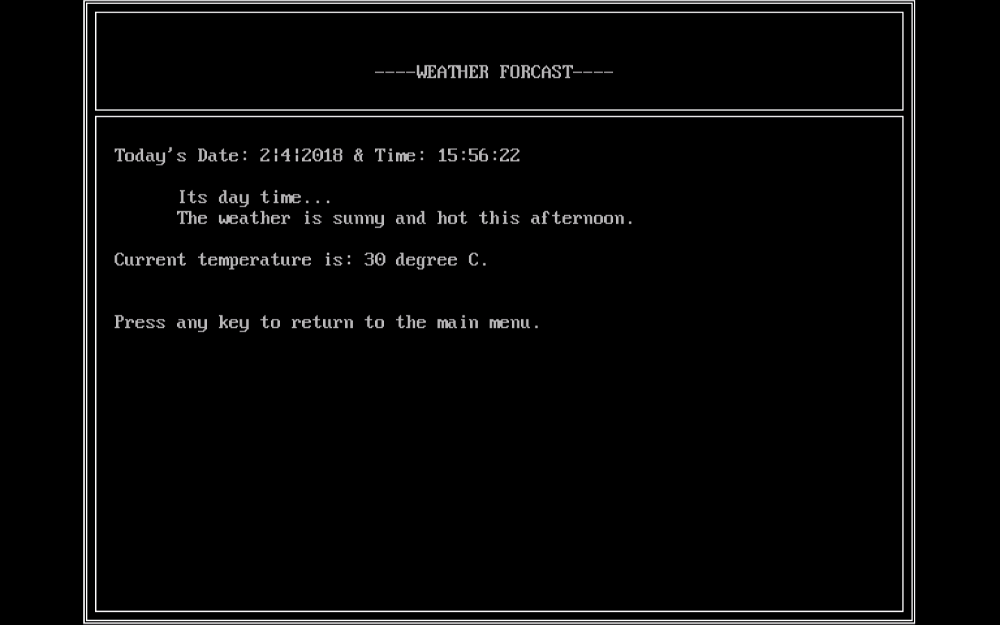 ----WEATHER FORCAST----
Today's Date: 2|4|2018 & Time: 15:56:22
Its day time...
The weather is sunny and hot this afternoon.
Current temperature is: 30 degree C.
Press any key to return to the main menu.